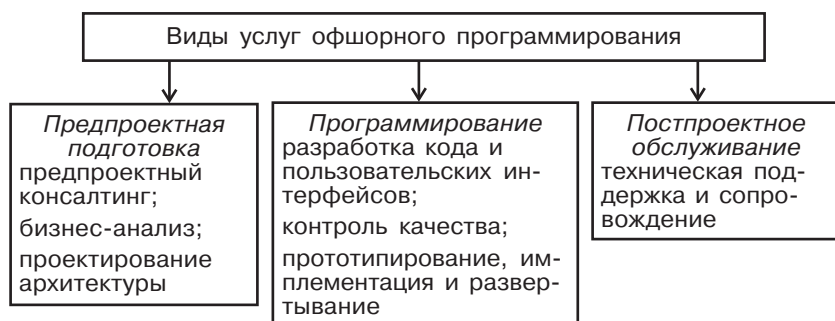 Виды услуг офшорного программирования
Предпроектная
подготовка
предпроектный
консалтинг;
бизнес-анализ;
проектирование
архитектуры
Программирование
разработка кода и
пользовательских ин-
терфейсов;
контроль качества;
прототипирование, им-
плементация и развер-
тывание
Постпроектное
обслуживание
техническая под-
держка и сопро-
вождение